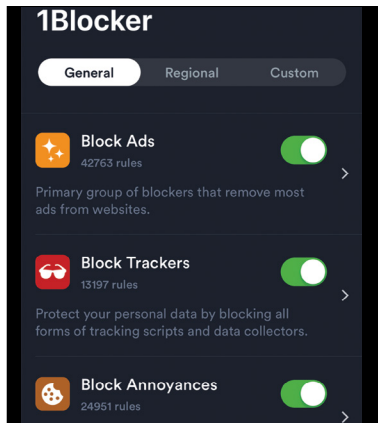 1Blocker
General Regional Custom
Block Ads
42763 rules
Primary group of blockers that remove most
ads from websites.
Block Trackers
13197 rules
Protect your personal data by blocking all
forms of tracking scripts and data collectors.
Block Annoyances
24951 rules